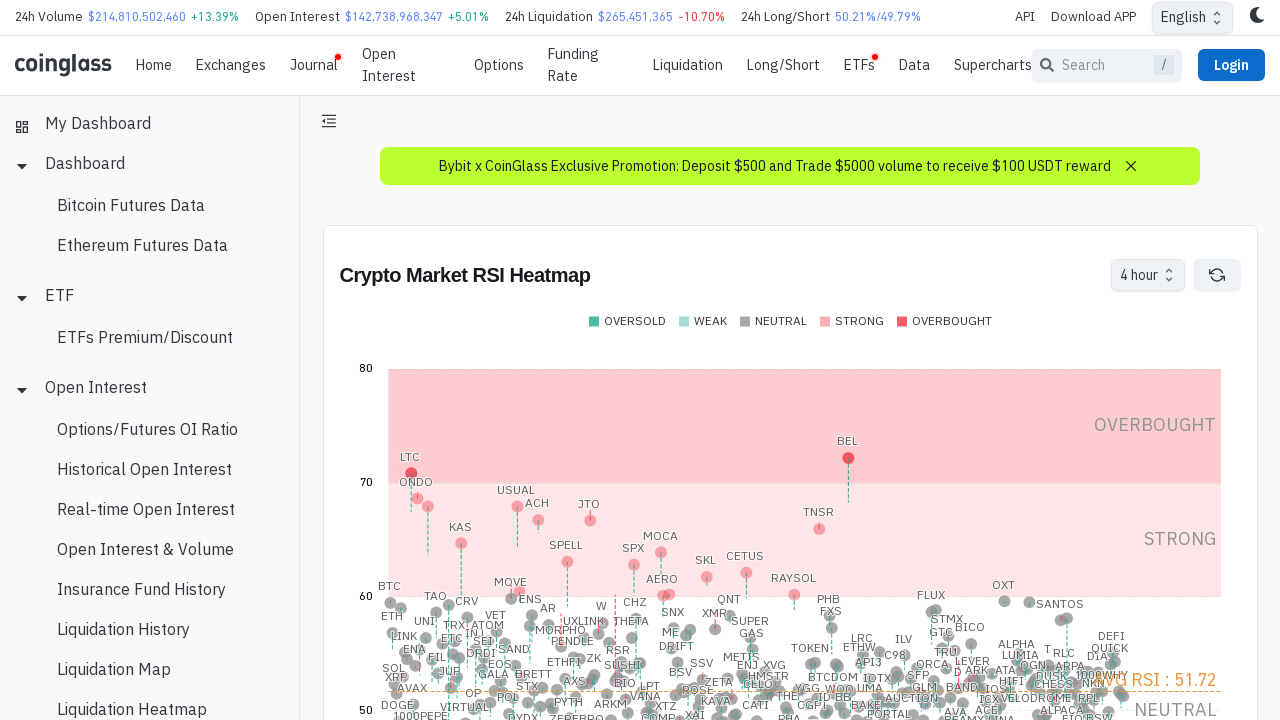 24h Volume $214,810,502,460 +13.39% Open Interest $142,738,968,347 +5.01% 24h Liquidation $265,451,365 -10.70% 24h Long/Short 50.21%/49.79% API Download APP English
coinglass Home Exchanges Journal Open Interest Options Funding Rate Liquidation Long/Short ETFs Data Supercharts Search / Login
My Dashboard
Dashboard
Bitcoin Futures Data
Ethereum Futures Data
ETF
ETFs Premium/Discount
Open Interest
Options/Futures OI Ratio
Historical Open Interest
Real-time Open Interest
Open Interest & Volume
Insurance Fund History
Liquidation History
Liquidation Map
Liquidation Heatmap
Bybit x CoinGlass Exclusive Promotion: Deposit $500 and Trade $5000 volume to receive $100 USDT reward
Crypto Market RSI Heatmap
4 hour
OVERSOLD WEAK NEUTRAL STRONG OVERBOUGHT
80
OVERBOUGHT
BEL
LTC
70
ONDO
USUAL
ACH
JTO
TNSR
KAS
STRONG
MOCA
SPELL
SPX
CETUS
SKL
AERO
RAYSOL
BTC
MOVE
OXT
60
TAO
CRV
ENS
CHZ
QNT
PHB
FLUX
SANTOS
AR
W
SNX
XMR
FXS
ETH
UNI
VET
UXLINK
THETA
SUPER
STMX
TRX
ATOM
MORPHO
ME
GAS
GTC
BICO
LINK
ETC
SEI
PENDLE
DRIFT
LRC
ILV
DEFI
ENA
SAND
RSR
TOKEN
ETHW
ALPHA
QUICK
FIL
GRDI
ZK
METIS
API3
C98
TRU
LUMIA
RLC
DIA
SOL
JUP
EOS
ETHFI
SUSHI
SSV
ENJ
XVG
ORCA
LEVER
OGN
ARPA
XRP
GALA
BRETT
BIO
BSV
ZETA
HMSTR
BTCDOM
IOTX
SFP
ARK
ATA
DUSK
1000WHY
AVAX
STX
AXS
LPT
ROSE
CELO
YGG
WOO
UMA
GLM
BAND
HIFI
CHESS
AVG RSI : 51.72
OP
POL
PYTH
ANA
KAVA
THE
ID
BB
AUCTION
DOGE
VIRTUAL
ARKM
XTZ
CATI
CGPT
BAKE
ALPACA
NEUTRAL
50
1000PEPE
DYDX
ZEREBRO
COMP
XAI
PHA
PORTAL
AVA
ACE
BSW